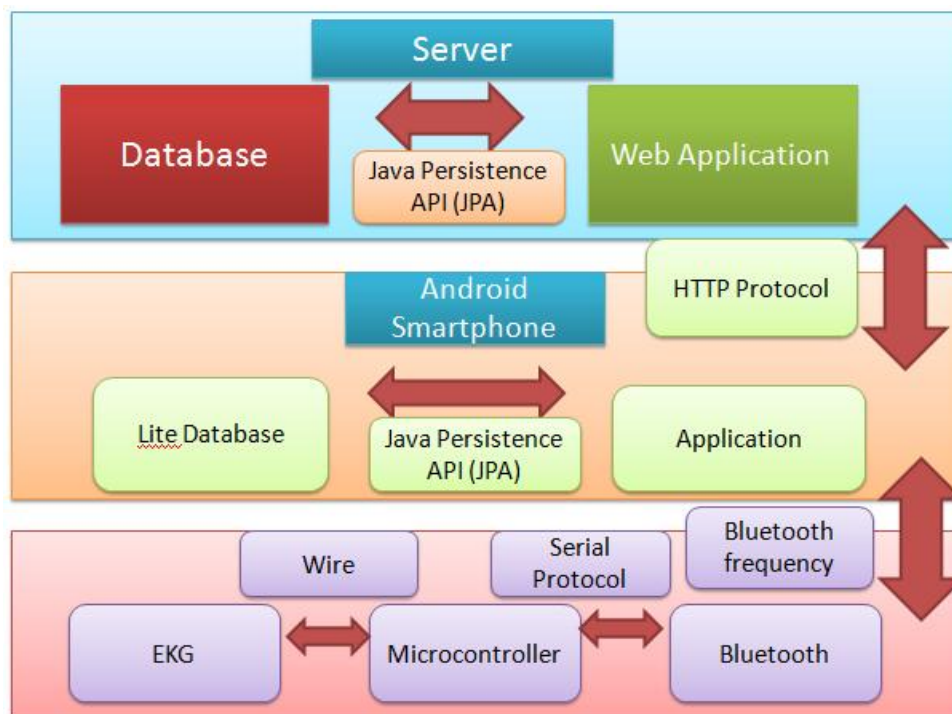 Server
Database
Java Persistence
API (JPA)
Web Application
HTTP Protocol
Android
Smartphone
Lite Database
Java Persistence
API (JPA)
Application
Wire
Serial
Protocol
Bluetooth
frequency
EKG
Microcontroller
Bluetooth